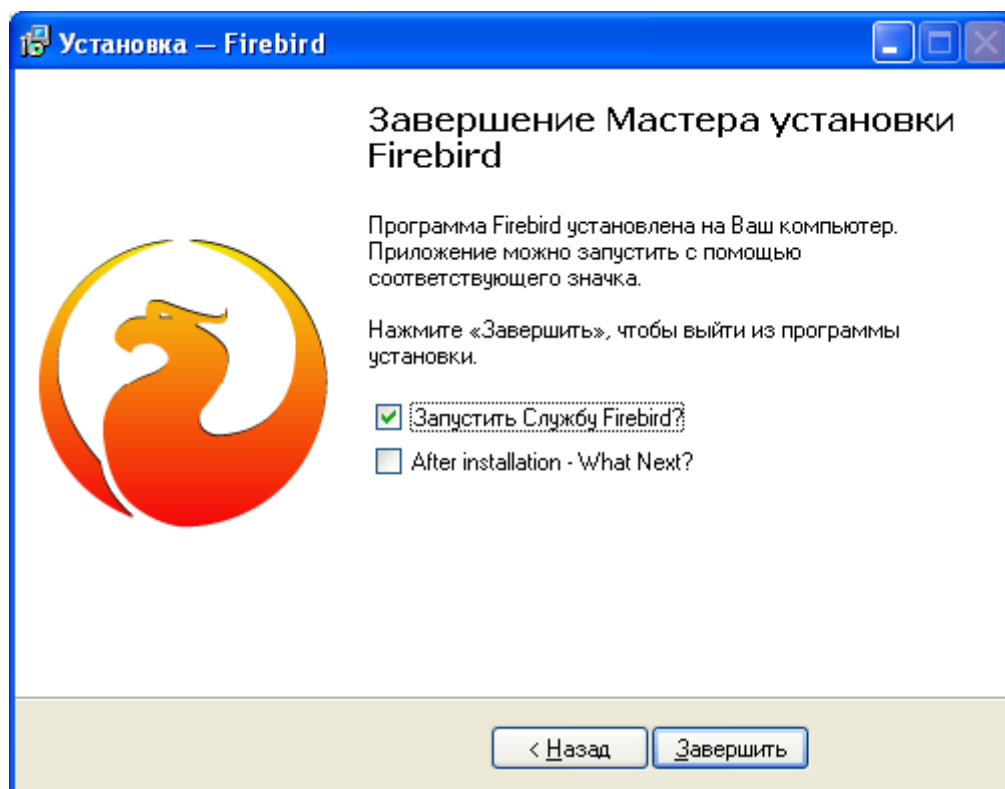 Установка — Firebird
Завершение Мастера установки
Firebird
Программа Firebird установлена на Ваш компьютер.
Приложение можно запустить с помощью
соответствующего значка.
Нажмите «Завершить», чтобы выйти из программы
установки.
Запустить Службу Firebird?
After installation - What Next?
< Назад
Завершить